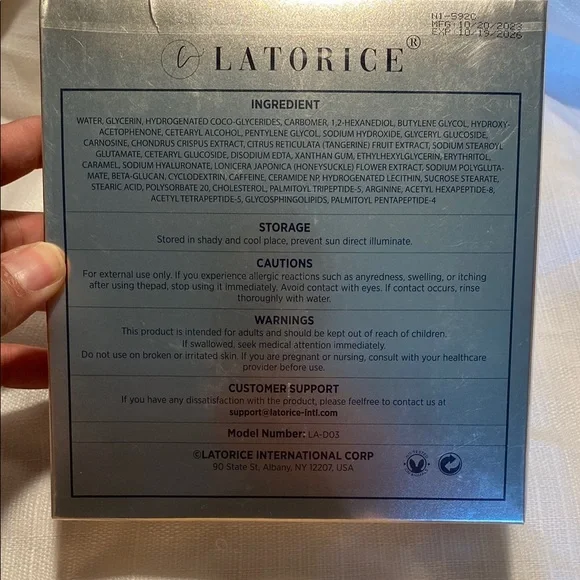 N1-592C
MFG 10/20/2023
EXP 10/19/2026
LATORICE®
INGREDIENT
WATER, GLYCERIN, HYDROGENATED COCO-GLYCERIDES, CARBOMER, 1,2-HEXANEDIOL, BUTYLENE GLYCOL, HYDROXY-
ACETOPHENONE, CETEARYL ALCOHOL, PENTYLENE GLYCOL, SODIUM HYDROXIDE, GLYCERYL GLUCOSIDE,
CARNOSINE, CHONDRUS CRISPUS EXTRACT, CITRUS RETICULATA (TANGERINE) FRUIT EXTRACT, SODIUM STEAROYL
GLUTAMATE, CETEARYL GLUCOSIDE, DISODIUM EDTA, XANTHAN GUM, ETHYLHEXYLGLYCERIN, ERYTHRITOL,
CARAMEL, SODIUM HYALURONATE, LONICERA JAPONICA (HONEYSUCKLE) FLOWER EXTRACT, SODIUM POLYGLUTA-
MATE, BETA-GLUCAN, CYCLODEXTRIN, CAFFEINE, CERAMIDE NP, HYDROGENATED LECITHIN, SUCROSE STEARATE,
STEARIC ACID, POLYSORBATE 20, CHOLESTEROL, PALMITOYL TRIPEPTIDE-5, ARGININE, ACETYL HEXAPEPTIDE-8,
ACETYL TETRAPEPTIDE-5, GLYCOSPHINGOLIPIDS, PALMITOYL PENTAPEPTIDE-4
STORAGE
Stored in shady and cool place, prevent sun direct illuminate.
CAUTIONS
For external use only. If you experience allergic reactions such as anyredness, swelling, or itching
after using thepad, stop using it immediately. Avoid contact with eyes. If contact occurs, rinse
thoroughly with water.
WARNINGS
This product is intended for adults and should be kept out of reach of children.
If swallowed, seek medical attention immediately.
Do not use on broken or irritated skin. If you are pregnant or nursing, consult with your healthcare
provider before use.
CUSTOMER SUPPORT
If you have any dissatisfaction with the product, please feelfree to contact us at
support@latorice-intl.com
Model Number: LA-D03
©LATORICE INTERNATIONAL CORP
90 State St, Albany, NY 12207, USA